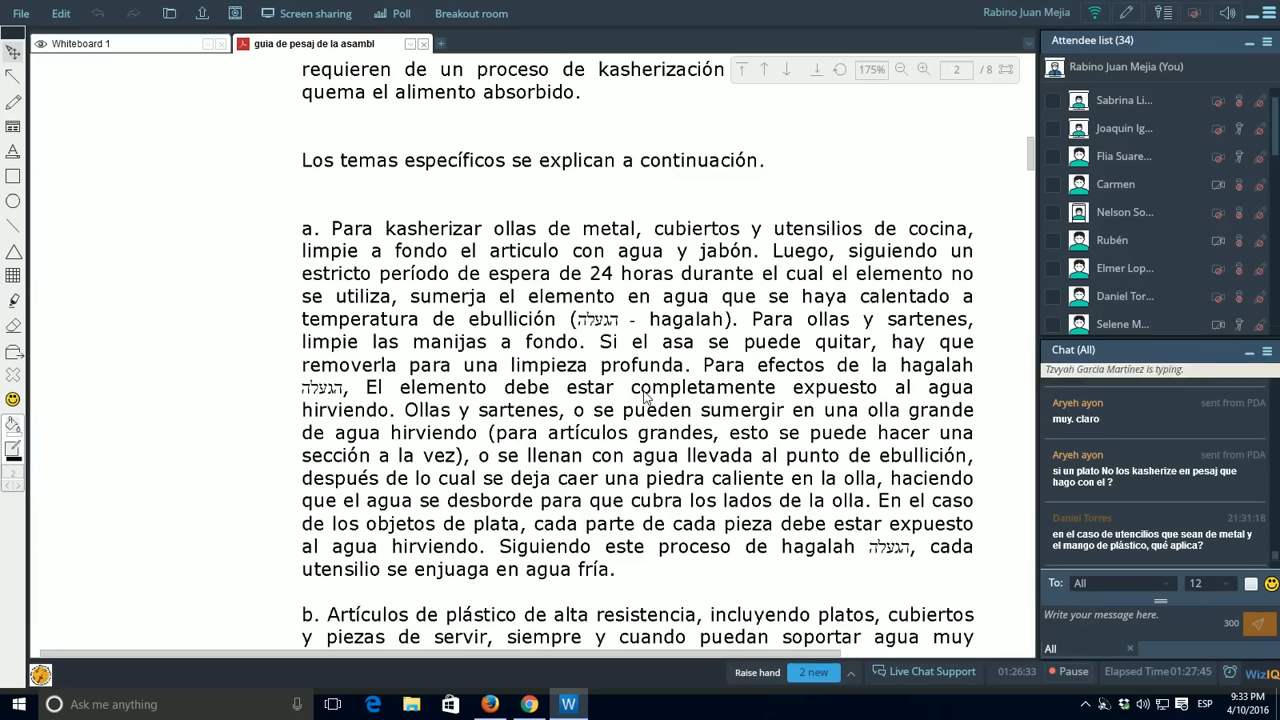 File Edit Screen sharing Poll Breakout room Rabino Juan Mejia
Whiteboard 1 guia de pesaj de la asambl
Attendee list (34)
175% 2 / 8
requieren de un proceso de kasherización
quema el alimento absorbido.
Los temas específicos se explican a continuación.
a. Para kasherizar ollas de metal, cubiertos y utensilios de cocina,
limpie a fondo el articulo con agua y jabón. Luego, siguiendo un
estricto período de espera de 24 horas durante el cual el elemento no
se utiliza, sumerja el elemento en agua que se haya calentado a
temperatura de ebullición (הגעלה - hagalah). Para ollas y sartenes,
limpie las manijas a fondo. Si el asa se puede quitar, hay que
removerla para una limpieza profunda. Para efectos de la hagalah
הגעלה, El elemento debe estar completamente expuesto al agua
hirviendo. Ollas y sartenes, o se pueden sumergir en una olla grande
de agua hirviendo (para artículos grandes, esto se puede hacer una
sección a la vez), o se llenan con agua llevada al punto de ebullición,
después de lo cual se deja caer una piedra caliente en la olla, haciendo
que el agua se desborde para que cubra los lados de la olla. En el caso
de los objetos de plata, cada parte de cada pieza debe estar expuesto
al agua hirviendo. Siguiendo este proceso de hagalah הגעלה, cada
utensilio se enjuaga en agua fría.
b. Artículos de plástico de alta resistencia, incluyendo platos, cubiertos
y piezas de servir, siempre y cuando puedan soportar agua muy
Rabino Juan Mejia (You)
Sabrina Li...
Joaquin Ig...
Flia Suare...
Carmen
Nelson So...
Rubén
Elmer Lop...
Daniel Tor...
Selene M...
Chat (All)
Tzvyah Garcia Martínez is typing.
Aryeh ayon sent from PDA
muy. claro
Aryeh ayon sent from PDA
si un plato No los kasherize en pesaj que
hago con el ?
Daniel Torres 21:31:18
en el caso de utencilios que sean de metal y
el mango de plástico, qué aplica?
To: All 12
Write your message here. 300
All
2
Raise hand 2 new Live Chat Support 01:26:33 Pause Elapsed Time 01:27:45 WizIQ
Ask me anything
ESP
9:33 PM
4/10/2016